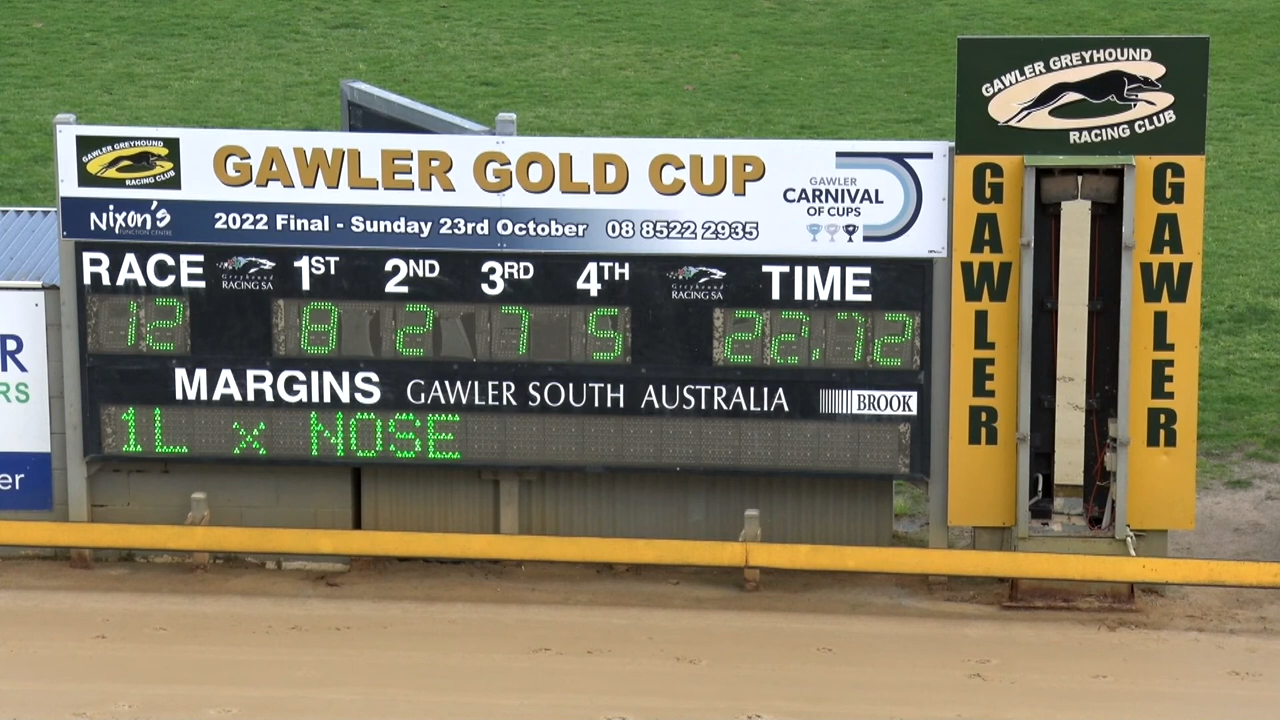 GAWLER GREYHOUND
RACING CLUB
GAWLER GOLD CUP
GAWLER
CARNIVAL
OF CUPS
NIXON'S
FUNCTION CENTRE
2022 Final - Sunday 23rd October 08 8522 2935
RACE
Greyhound
RACING SA
1ST 2ND 3RD 4TH
Greyhound
RACING SA
TIME
12 8 2 7 5 22.72
MARGINS GAWLER SOUTH AUSTRALIA BROOK
1L x NOSE
GAWLER GREYHOUND
RACING CLUB
GAWLER
GAWLER
R
RS
er